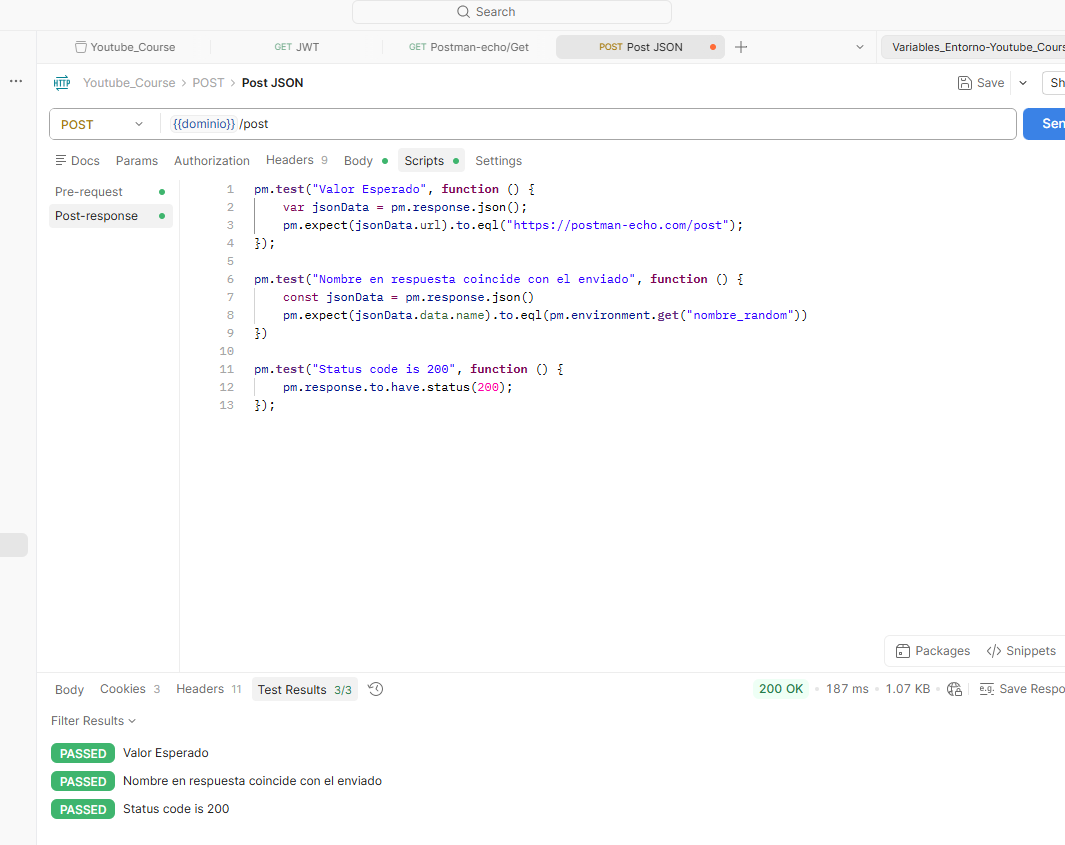 Search
Youtube_Course
GET JWT
GET Postman-echo/Get
POST Post JSON
Variables_Entorno-Youtube_Cours
Youtube_Course > POST > Post JSON
Save
Sh
POST
{{dominio}} /post
Sen
Docs
Params
Authorization
Headers 9
Body
Scripts
Settings
Pre-request
Post-response
1 pm.test("Valor Esperado", function () {
2 var jsonData = pm.response.json();
3 pm.expect(jsonData.url).to.eql("https://postman-echo.com/post");
4 });
5
6 pm.test("Nombre en respuesta coincide con el enviado", function () {
7 const jsonData = pm.response.json()
8 pm.expect(jsonData.data.name).to.eql(pm.environment.get("nombre_random"))
9 })
10
11 pm.test("Status code is 200", function () {
12 pm.response.to.have.status(200);
13 });
Packages
</> Snippets
Body
Cookies 3
Headers 11
Test Results 3/3
200 OK
187 ms
1.07 KB
e.g. Save Respo
Filter Results
PASSED Valor Esperado
PASSED Nombre en respuesta coincide con el enviado
PASSED Status code is 200